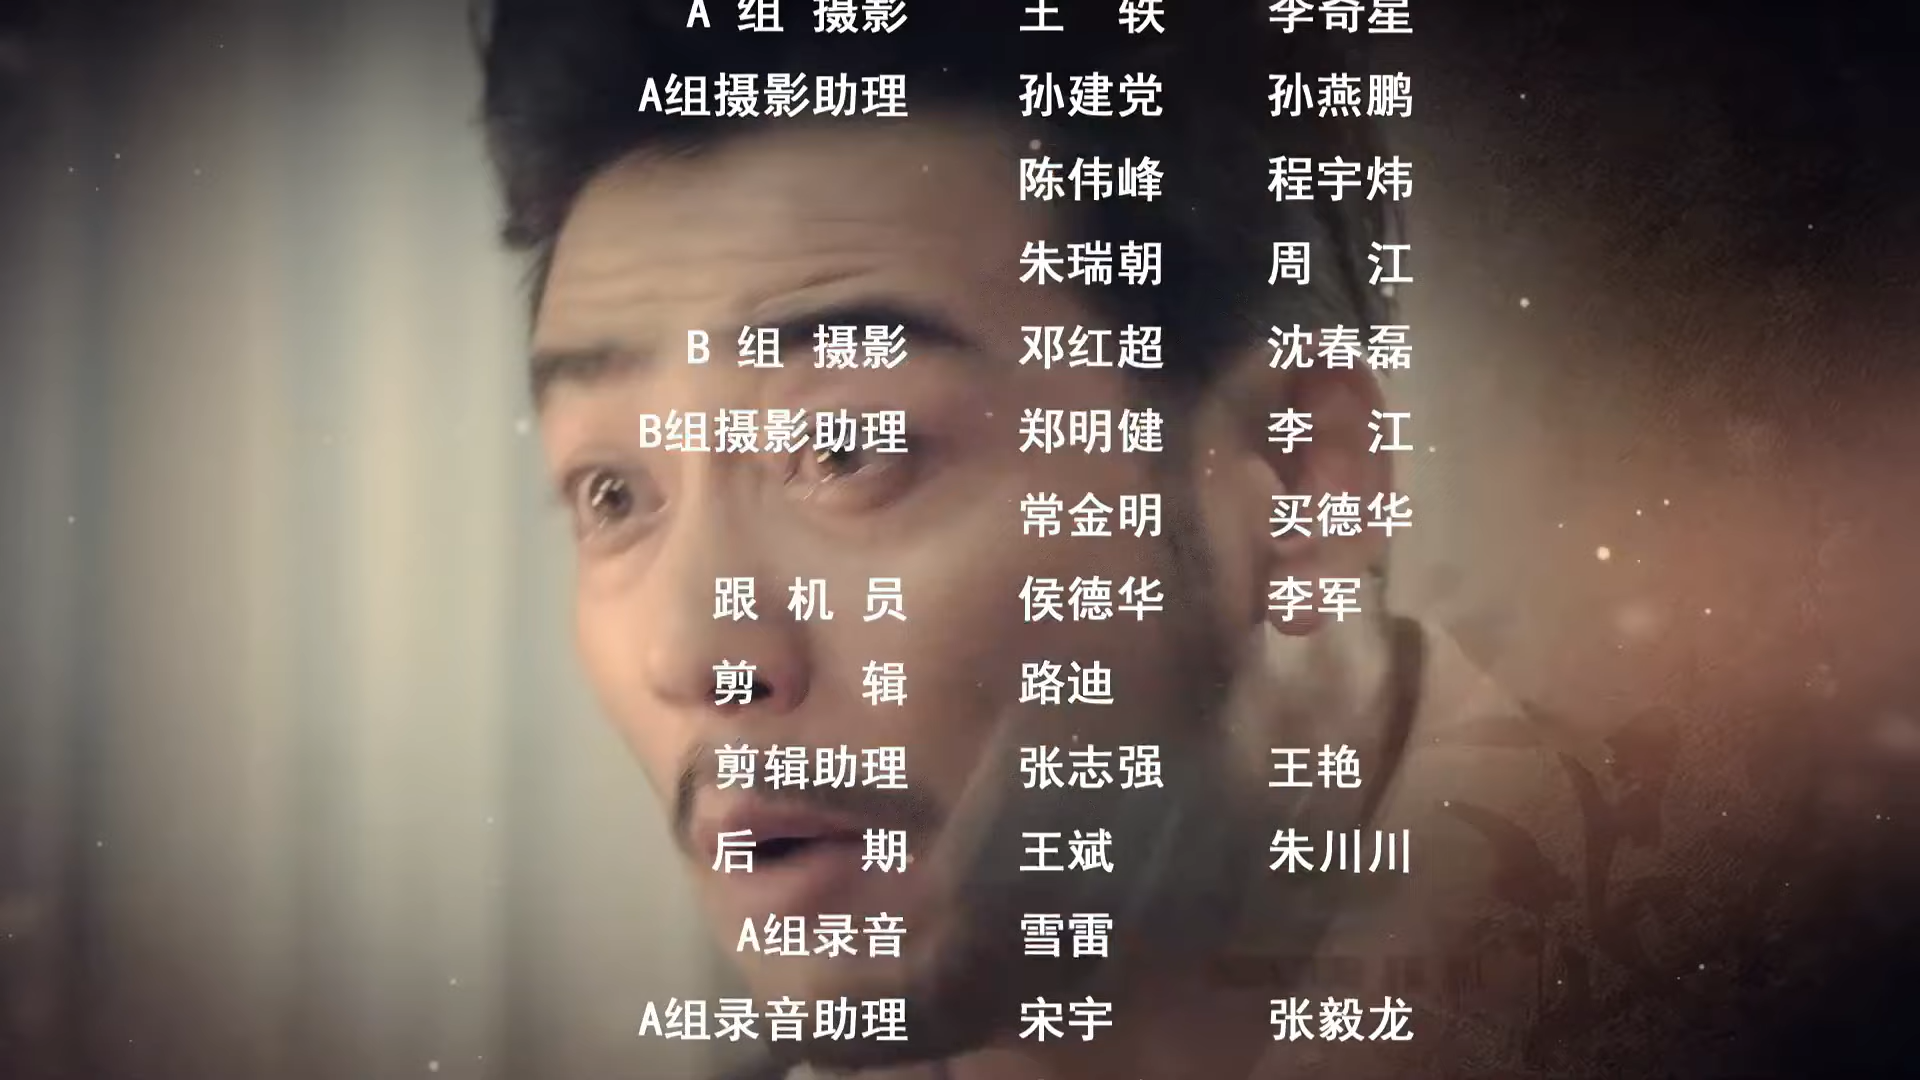 A 组 摄影 王 轶 李奇星
A组摄影助理 孙建党 孙燕鹏
陈伟峰 程宇炜
朱瑞朝 周 江
B 组 摄影 邓红超 沈春磊
B组摄影助理 郑明健 李 江
常金明 买德华
跟 机 员 侯德华 李军
剪 辑 路迪
剪辑助理 张志强 王艳
后 期 王斌 朱川川
A组录音 雪雷
A组录音助理 宋宇 张毅龙